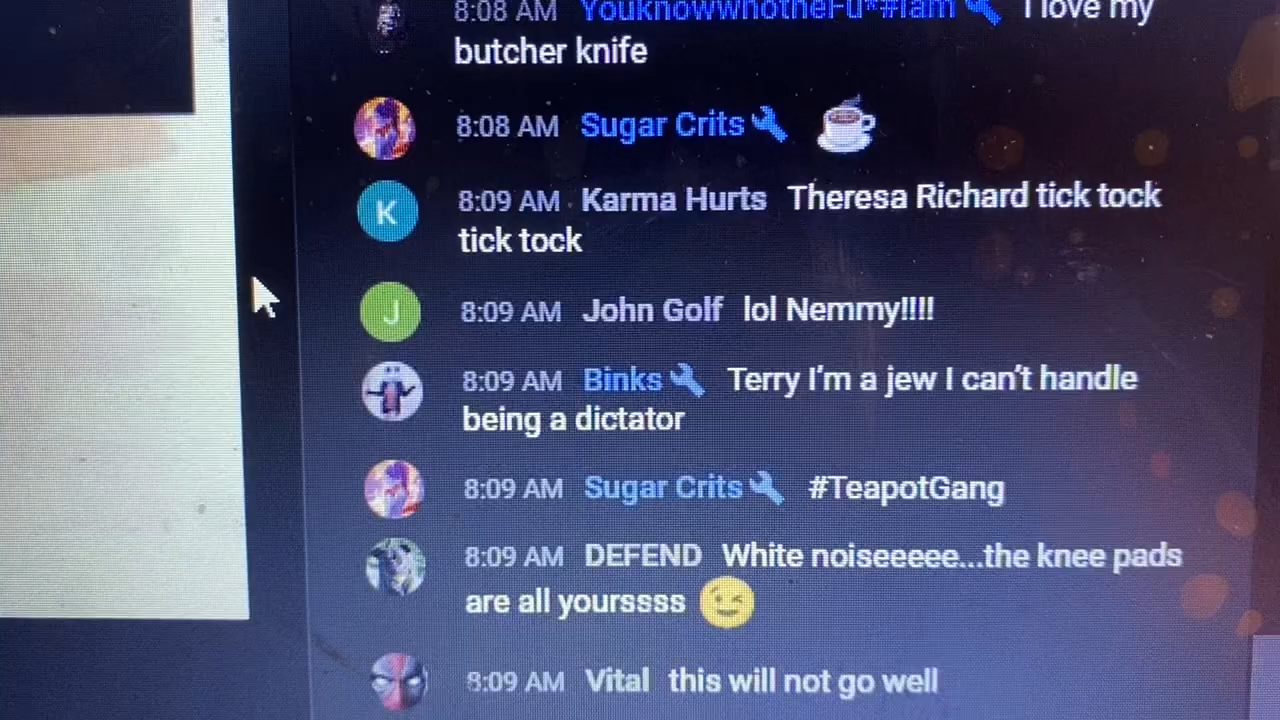 8:08 AM I love my
butcher knife
8:08 AM Sugar Crits
K 8:09 AM Karma Hurts Theresa Richard tick tock
tick tock
J 8:09 AM John Golf lol Nemmy!!!!
8:09 AM Binks Terry I'm a jew I can't handle
being a dictator
8:09 AM Sugar Crits #TeapotGang
8:09 AM DEFEND White noiseeeee...the knee pads
are all yourssss
8:09 AM Vital this will not go well